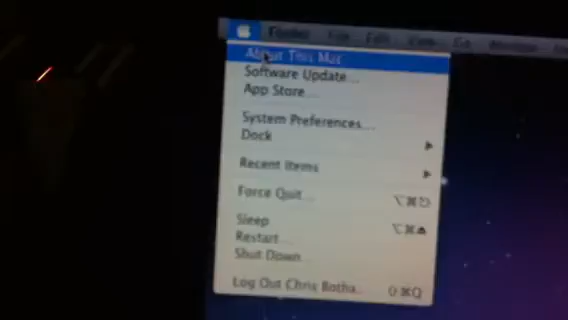 Finder File Edit View Go Window
About This Mac
Software Update...
App Store...
System Preferences...
Dock
Recent Items
Force Quit... ⌥⌘⎋
Sleep ⌥⌘⏏
Restart...
Shut Down...
Log Out Chris Botha... ⇧⌘Q